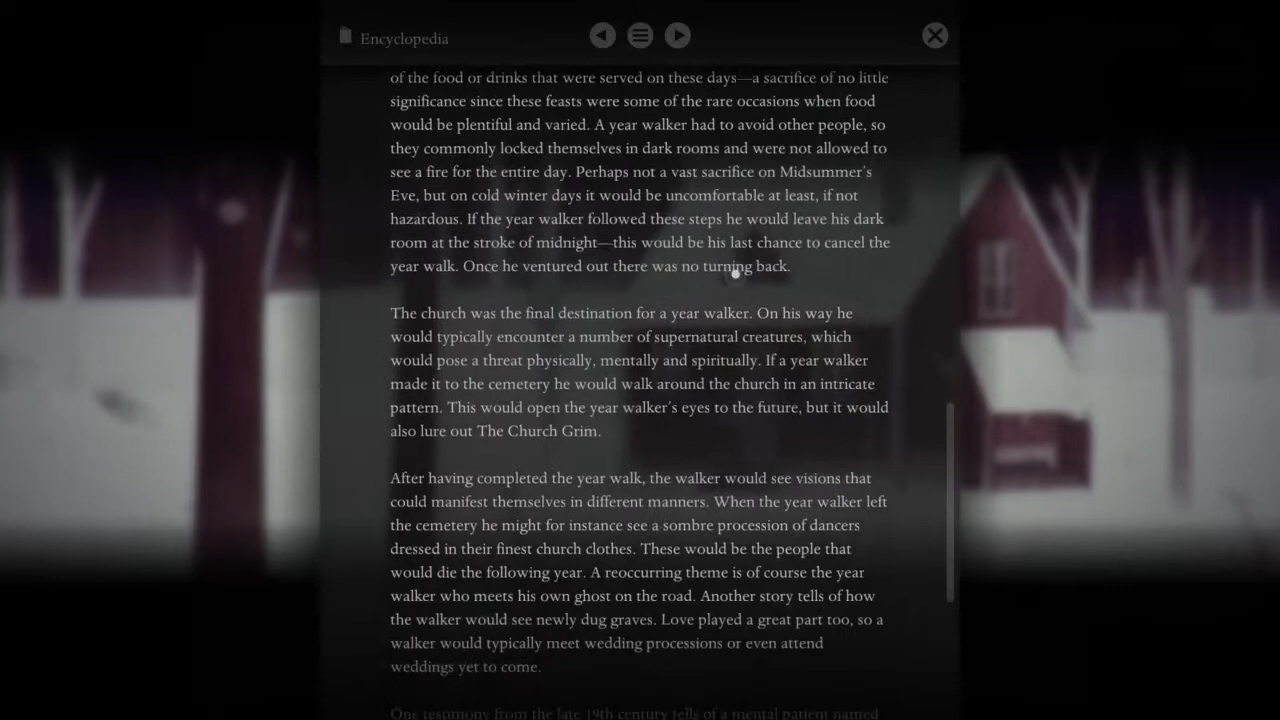 Encyclopedia
of the food or drinks that were served on these days—a sacrifice of no little
significance since these feasts were some of the rare occasions when food
would be plentiful and varied. A year walker had to avoid other people, so
they commonly locked themselves in dark rooms and were not allowed to
see a fire for the entire day. Perhaps not a vast sacrifice on Midsummer's
Eve, but on cold winter days it would be uncomfortable at least, if not
hazardous. If the year walker followed these steps he would leave his dark
room at the stroke of midnight—this would be his last chance to cancel the
year walk. Once he ventured out there was no turning back.
The church was the final destination for a year walker. On his way he
would typically encounter a number of supernatural creatures, which
would pose a threat physically, mentally and spiritually. If a year walker
made it to the cemetery he would walk around the church in an intricate
pattern. This would open the year walker's eyes to the future, but it would
also lure out The Church Grim.
After having completed the year walk, the walker would see visions that
could manifest themselves in different manners. When the year walker left
the cemetery he might for instance see a sombre procession of dancers
dressed in their finest church clothes. These would be the people that
would die the following year. A reoccurring theme is of course the year
walker who meets his own ghost on the road. Another story tells of how
the walker would see newly dug graves. Love played a great part too, so a
walker would typically meet wedding processions or even attend
weddings yet to come.
One testimony from the late 19th century tells of a mental patient named